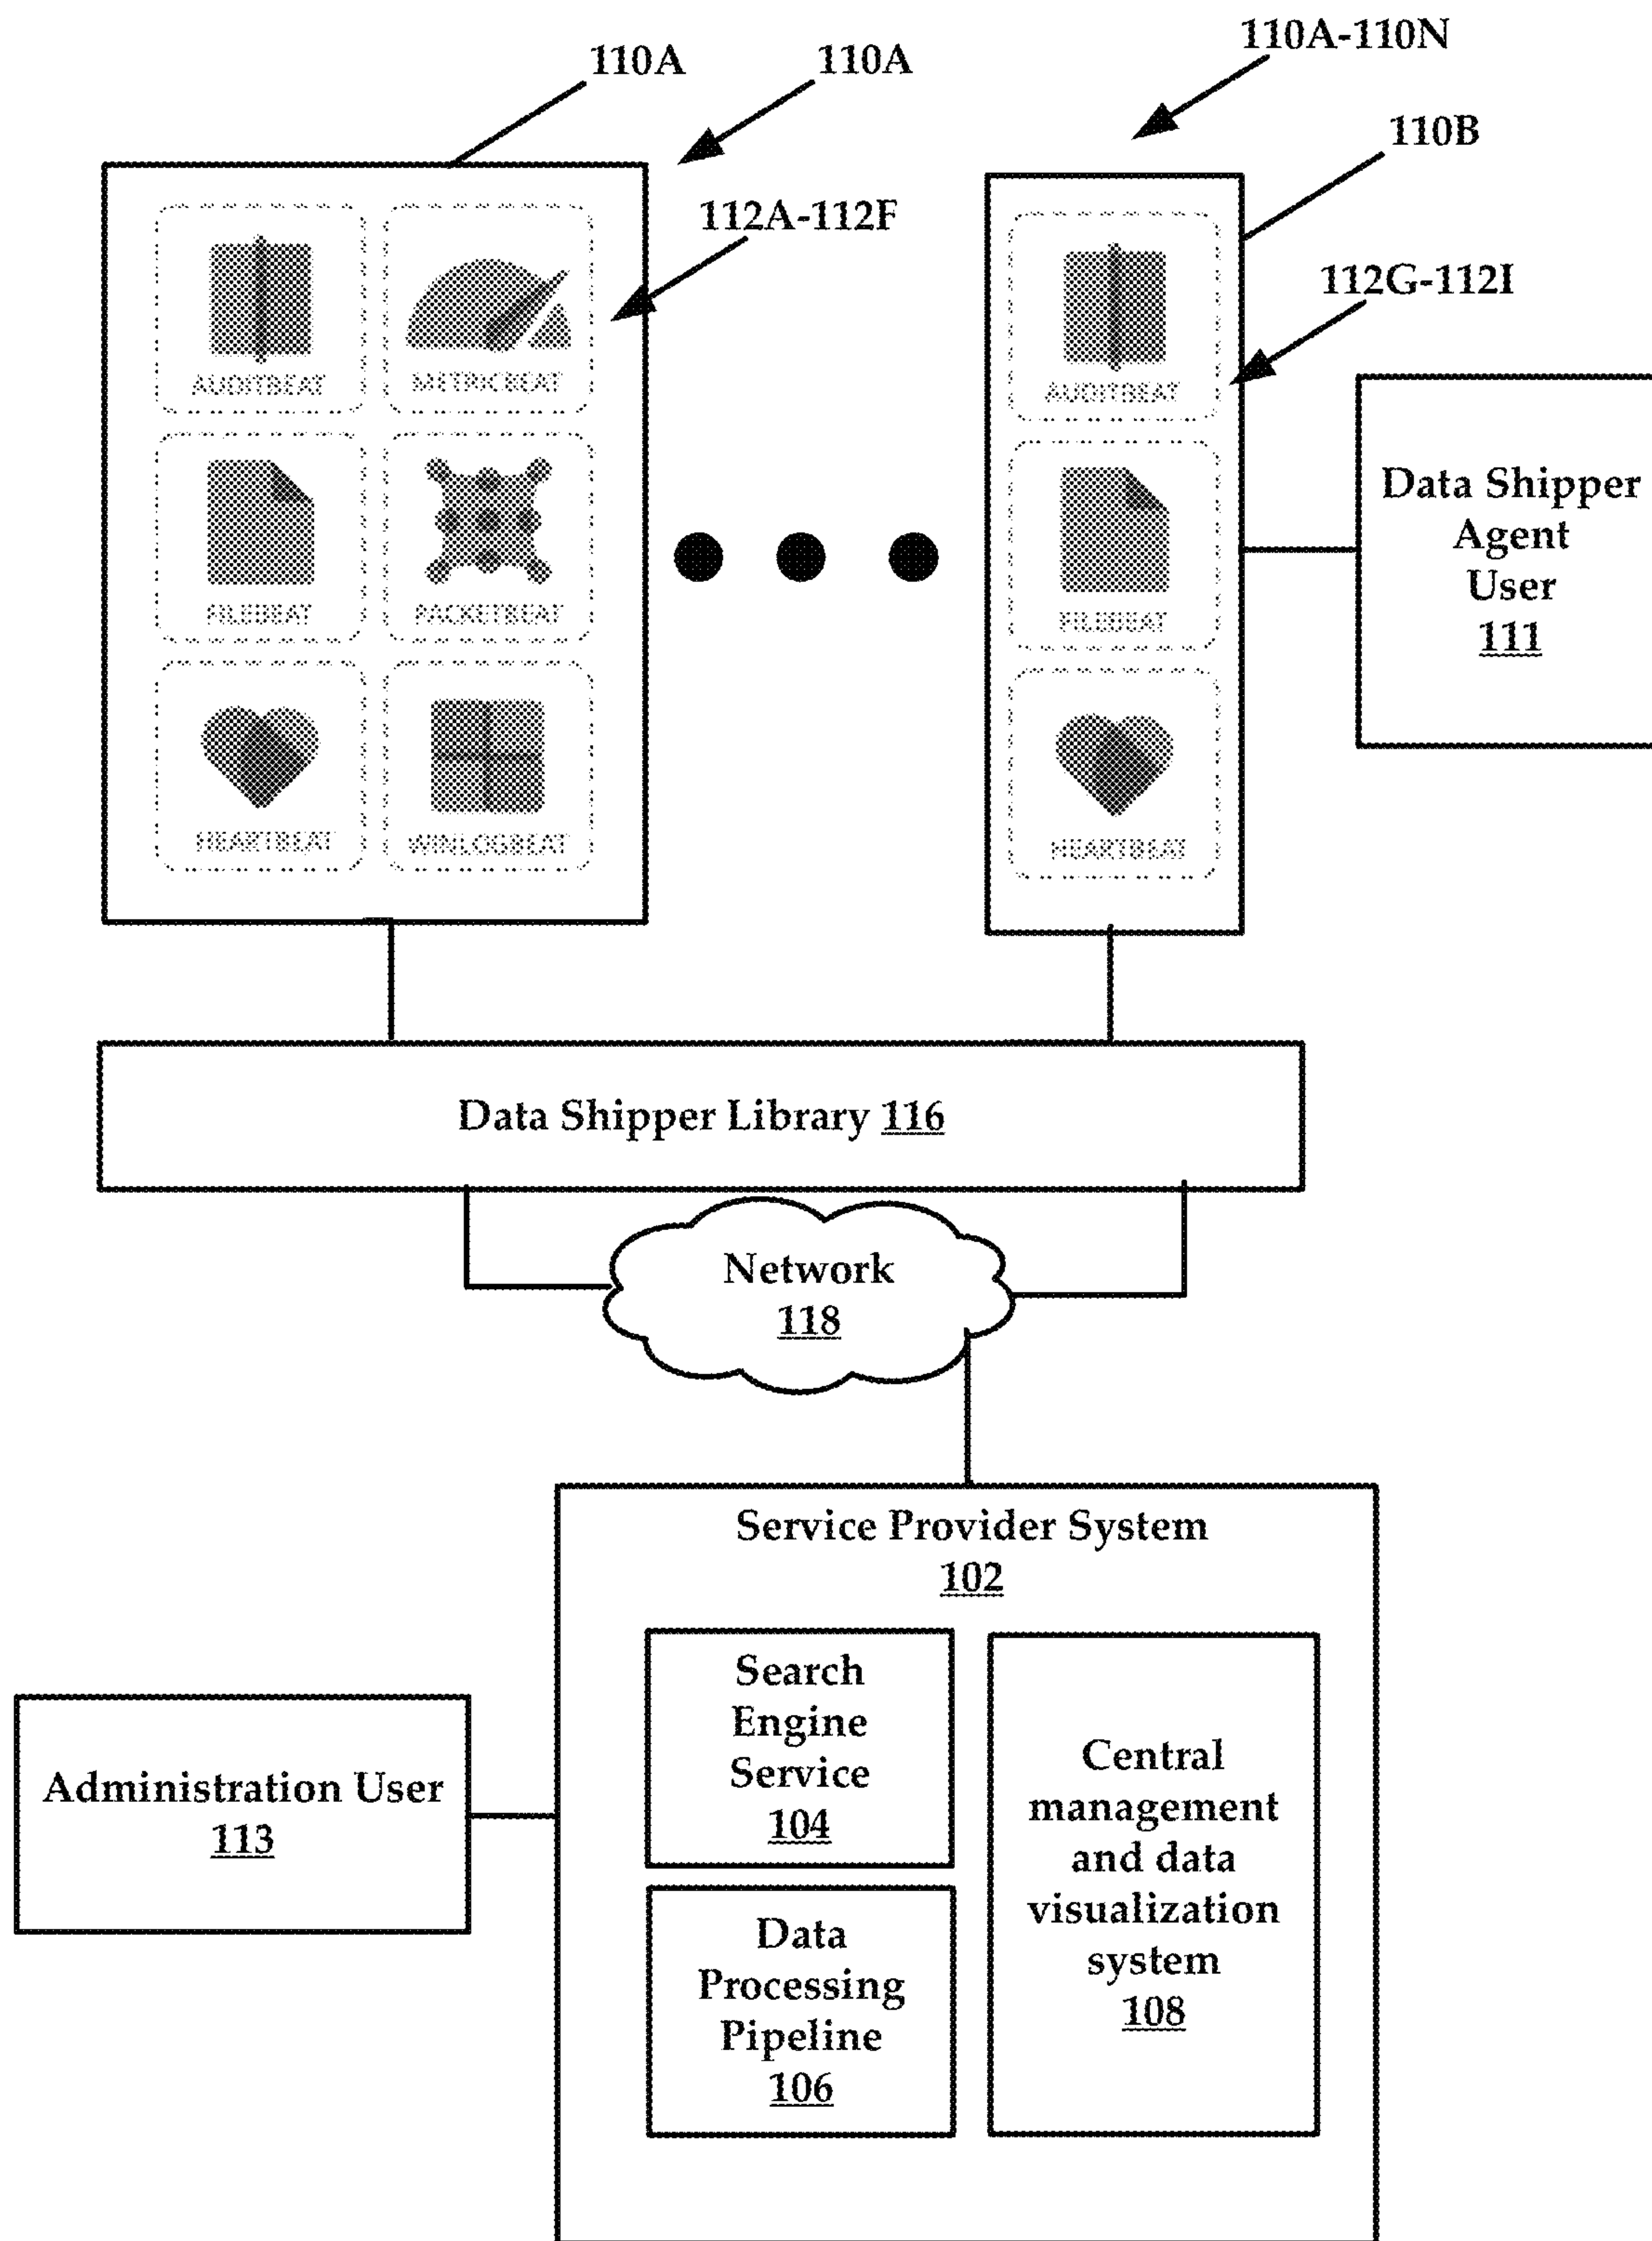 110A
110A
110A-110N
110B
112A-112F
112G-112I
AUDITBEAT
METRICBEAT
AUDITBEAT
FILEBEAT
PACKETBEAT
FILEBEAT
HEARTBEAT
WINLOGBEAT
HEARTBEAT
Data Shipper
Agent
User
111
Data Shipper Library 116
Network
118
Service Provider System
102
Search
Engine
Service
104
Central
management
and data
visualization
system
108
Data
Processing
Pipeline
106
Administration User
113